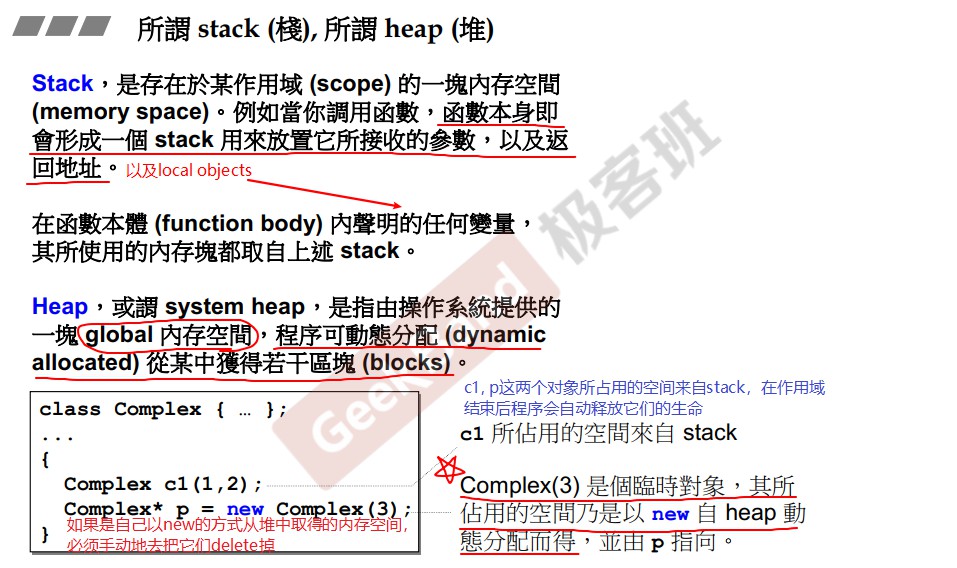 所謂 stack (棧), 所謂 heap (堆)
Stack，是存在於某作用域 (scope) 的一塊內存空間
(memory space)。例如當你調用函數，函數本身即
會形成一個 stack 用來放置它所接收的參數，以及返
回地址。以及local objects
在函數本體 (function body) 內聲明的任何變量，
其所使用的內存塊都取自上述 stack。
Heap，或謂 system heap，是指由操作系統提供的
一塊 global 內存空間，程序可動態分配 (dynamic
allocated) 從某中獲得若干區塊 (blocks)。
class Complex { … };
...
{
Complex c1(1,2);
Complex* p = new Complex(3);
如果是自己以new的方式从堆中取得的内存空间，
} 必须手动地去把它们delete掉
c1, p这两个对象所占用的空间来自stack，在作用域
结束后程序会自动释放它们的生命
c1 所佔用的空間來自 stack
Complex(3) 是個臨時對象，其所
佔用的空間乃是以 new 自 heap 動
態分配而得，並由 p 指向。
GeekBand 极客班